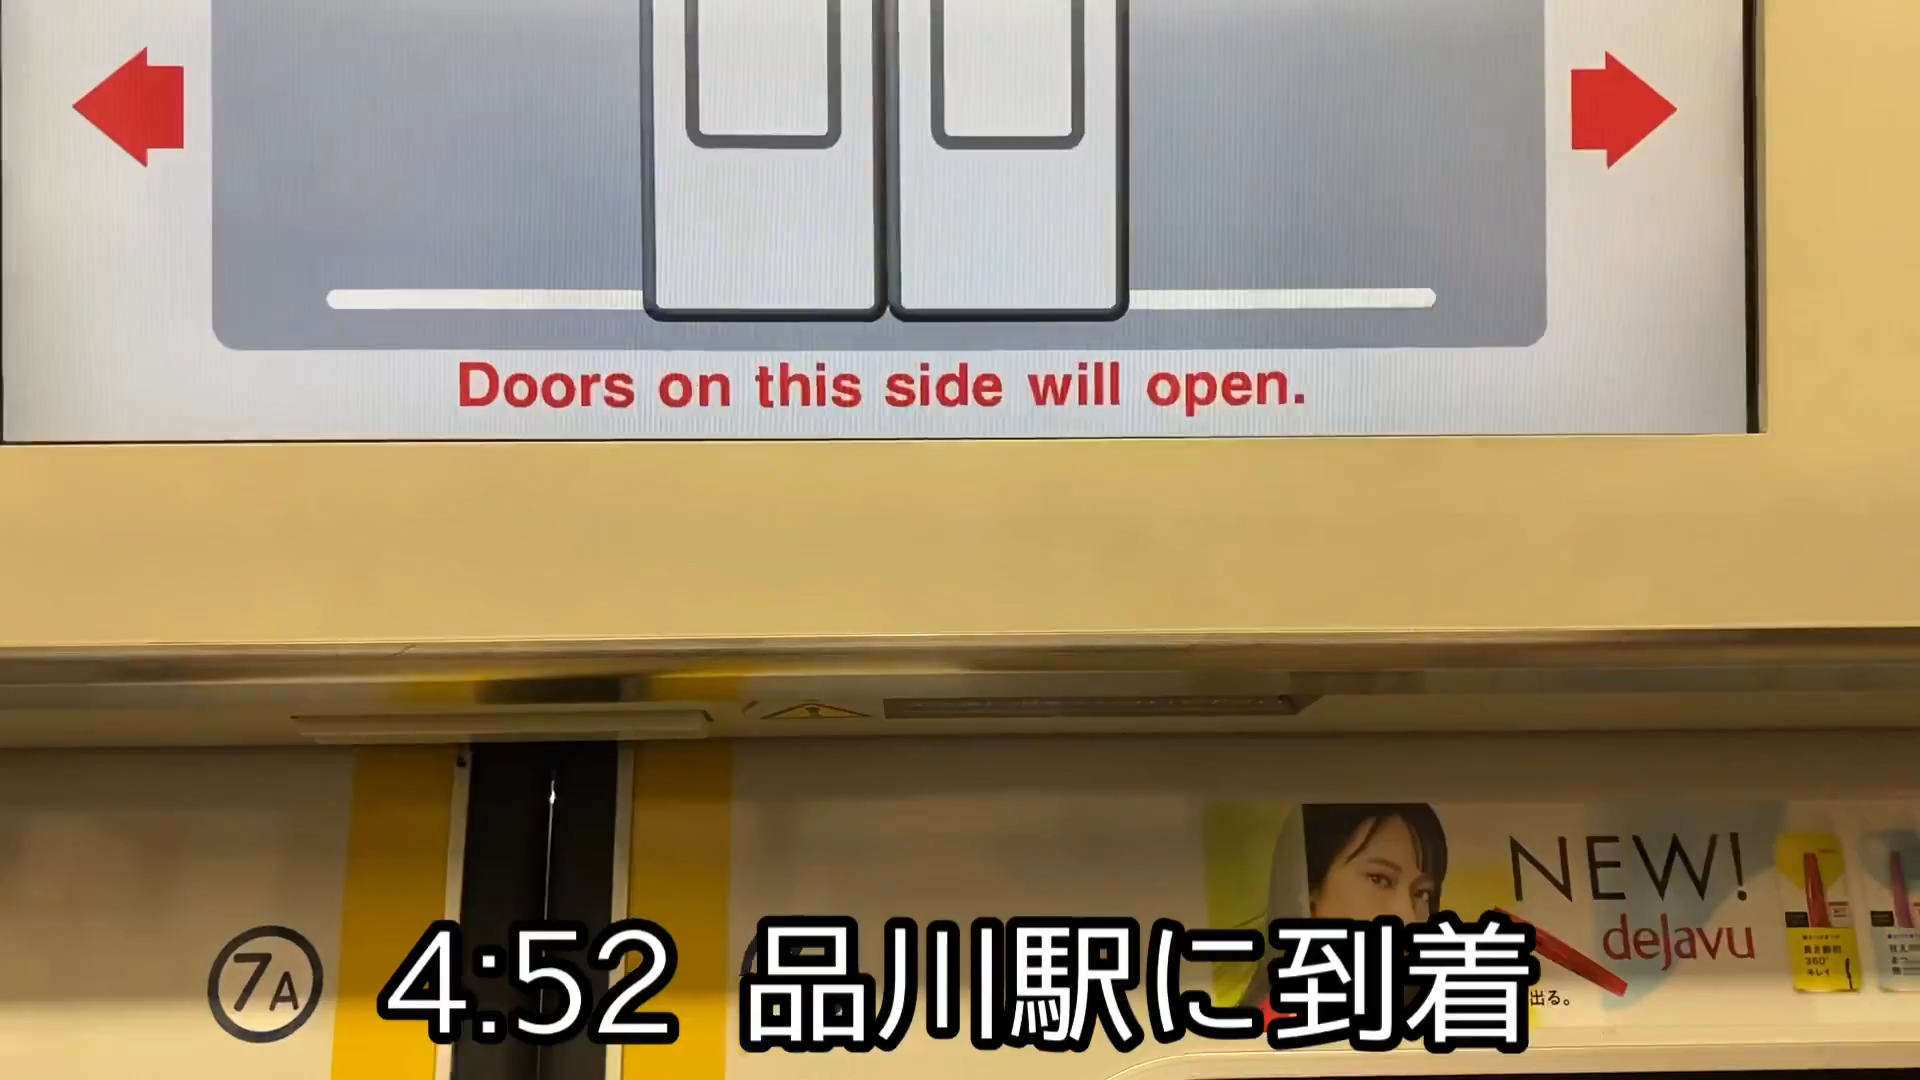 Doors on this side will open.
NEW!
dejavu
出る。
7A
4:52 品川駅に到着